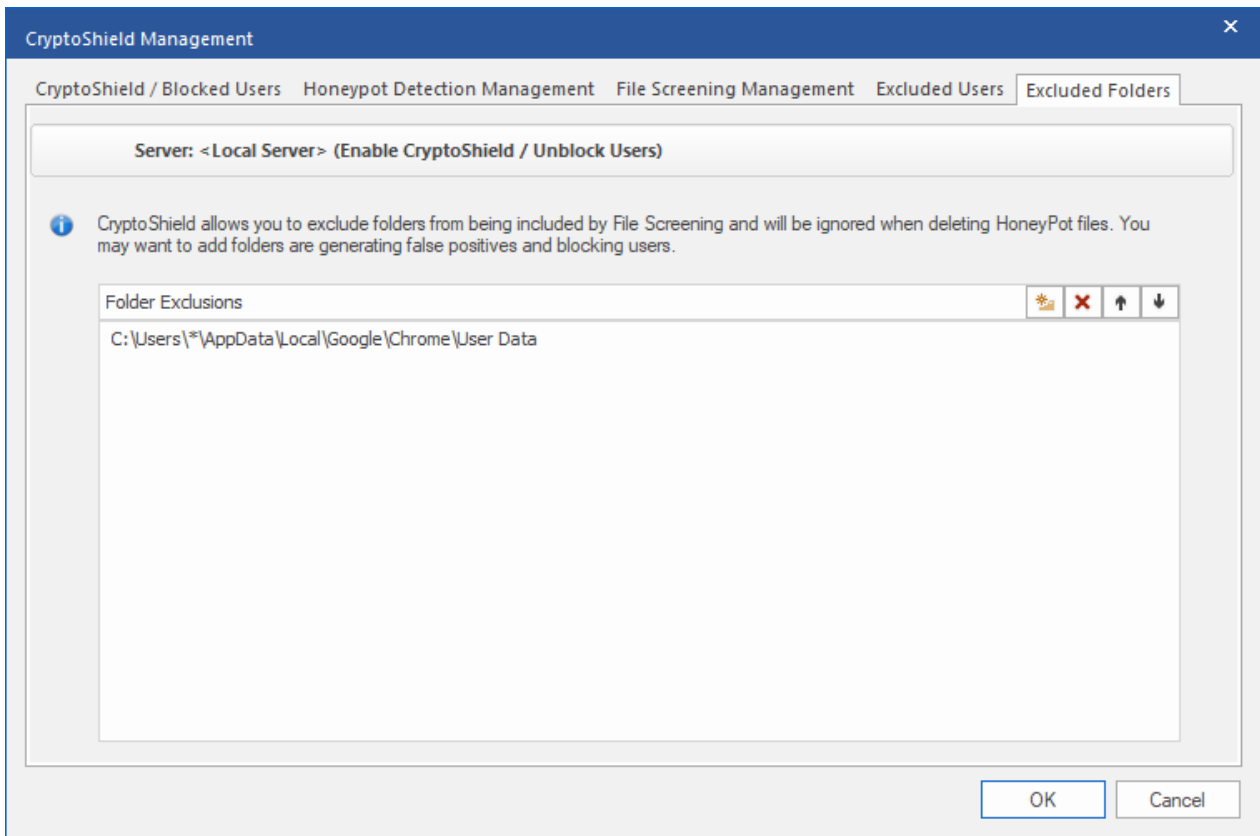 CryptoShield Management
CryptoShield / Blocked Users Honeypot Detection Management File Screening Management Excluded Users Excluded Folders
Server: <Local Server> (Enable CryptoShield / Unblock Users)
CryptoShield allows you to exclude folders from being included by File Screening and will be ignored when deleting HoneyPot files. You
may want to add folders are generating false positives and blocking users.
Folder Exclusions
C:\Users\*\AppData\Local\Google\Chrome\User Data
OK Cancel